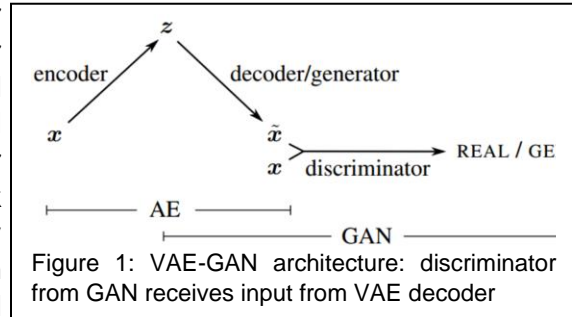 z
encoder
decoder/generator
x
x̃
x
discriminator
REAL / GE
AE
GAN
Figure 1: VAE-GAN architecture: discriminator
from GAN receives input from VAE decoder